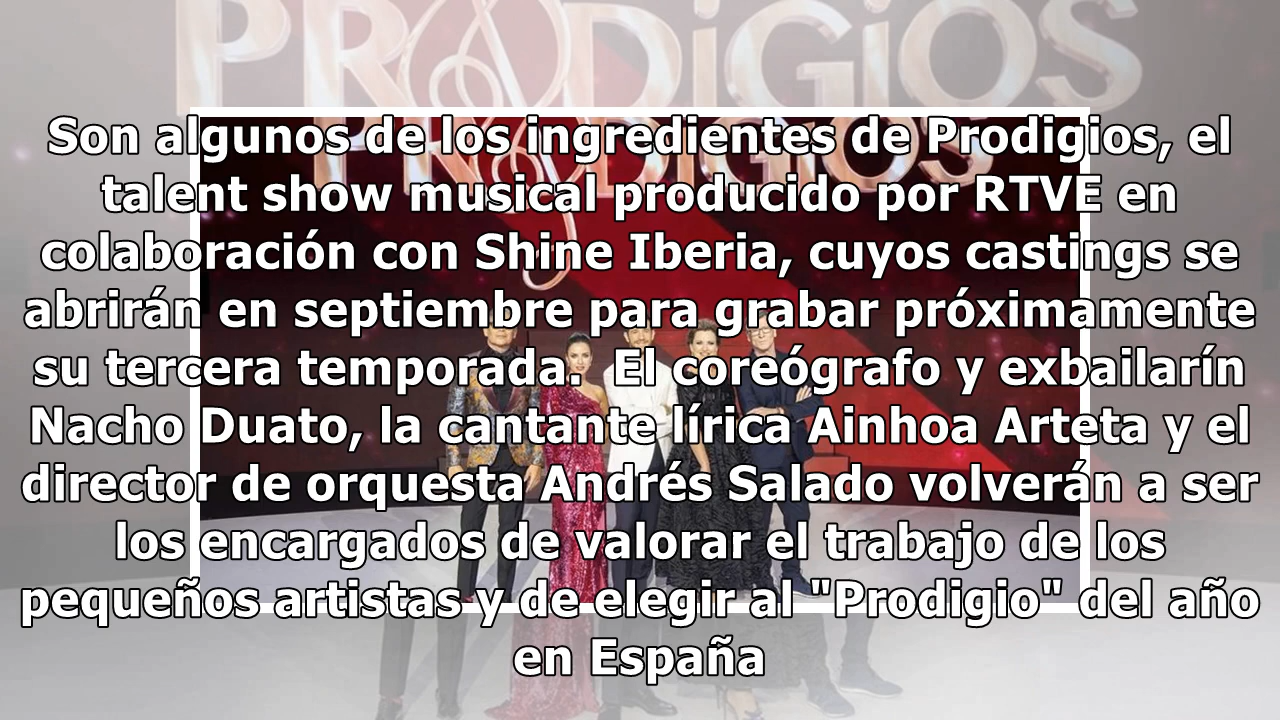 PRODiGiOS
PRODiGiOS
Son algunos de los ingredientes de Prodigios, el
talent show musical producido por RTVE en
colaboración con Shine Iberia, cuyos castings se
abrirán en septiembre para grabar próximamente
su tercera temporada.  El coreógrafo y exbailarín
Nacho Duato, la cantante lírica Ainhoa Arteta y el
director de orquesta Andrés Salado volverán a ser
los encargados de valorar el trabajo de los
pequeños artistas y de elegir al "Prodigio" del año
en España